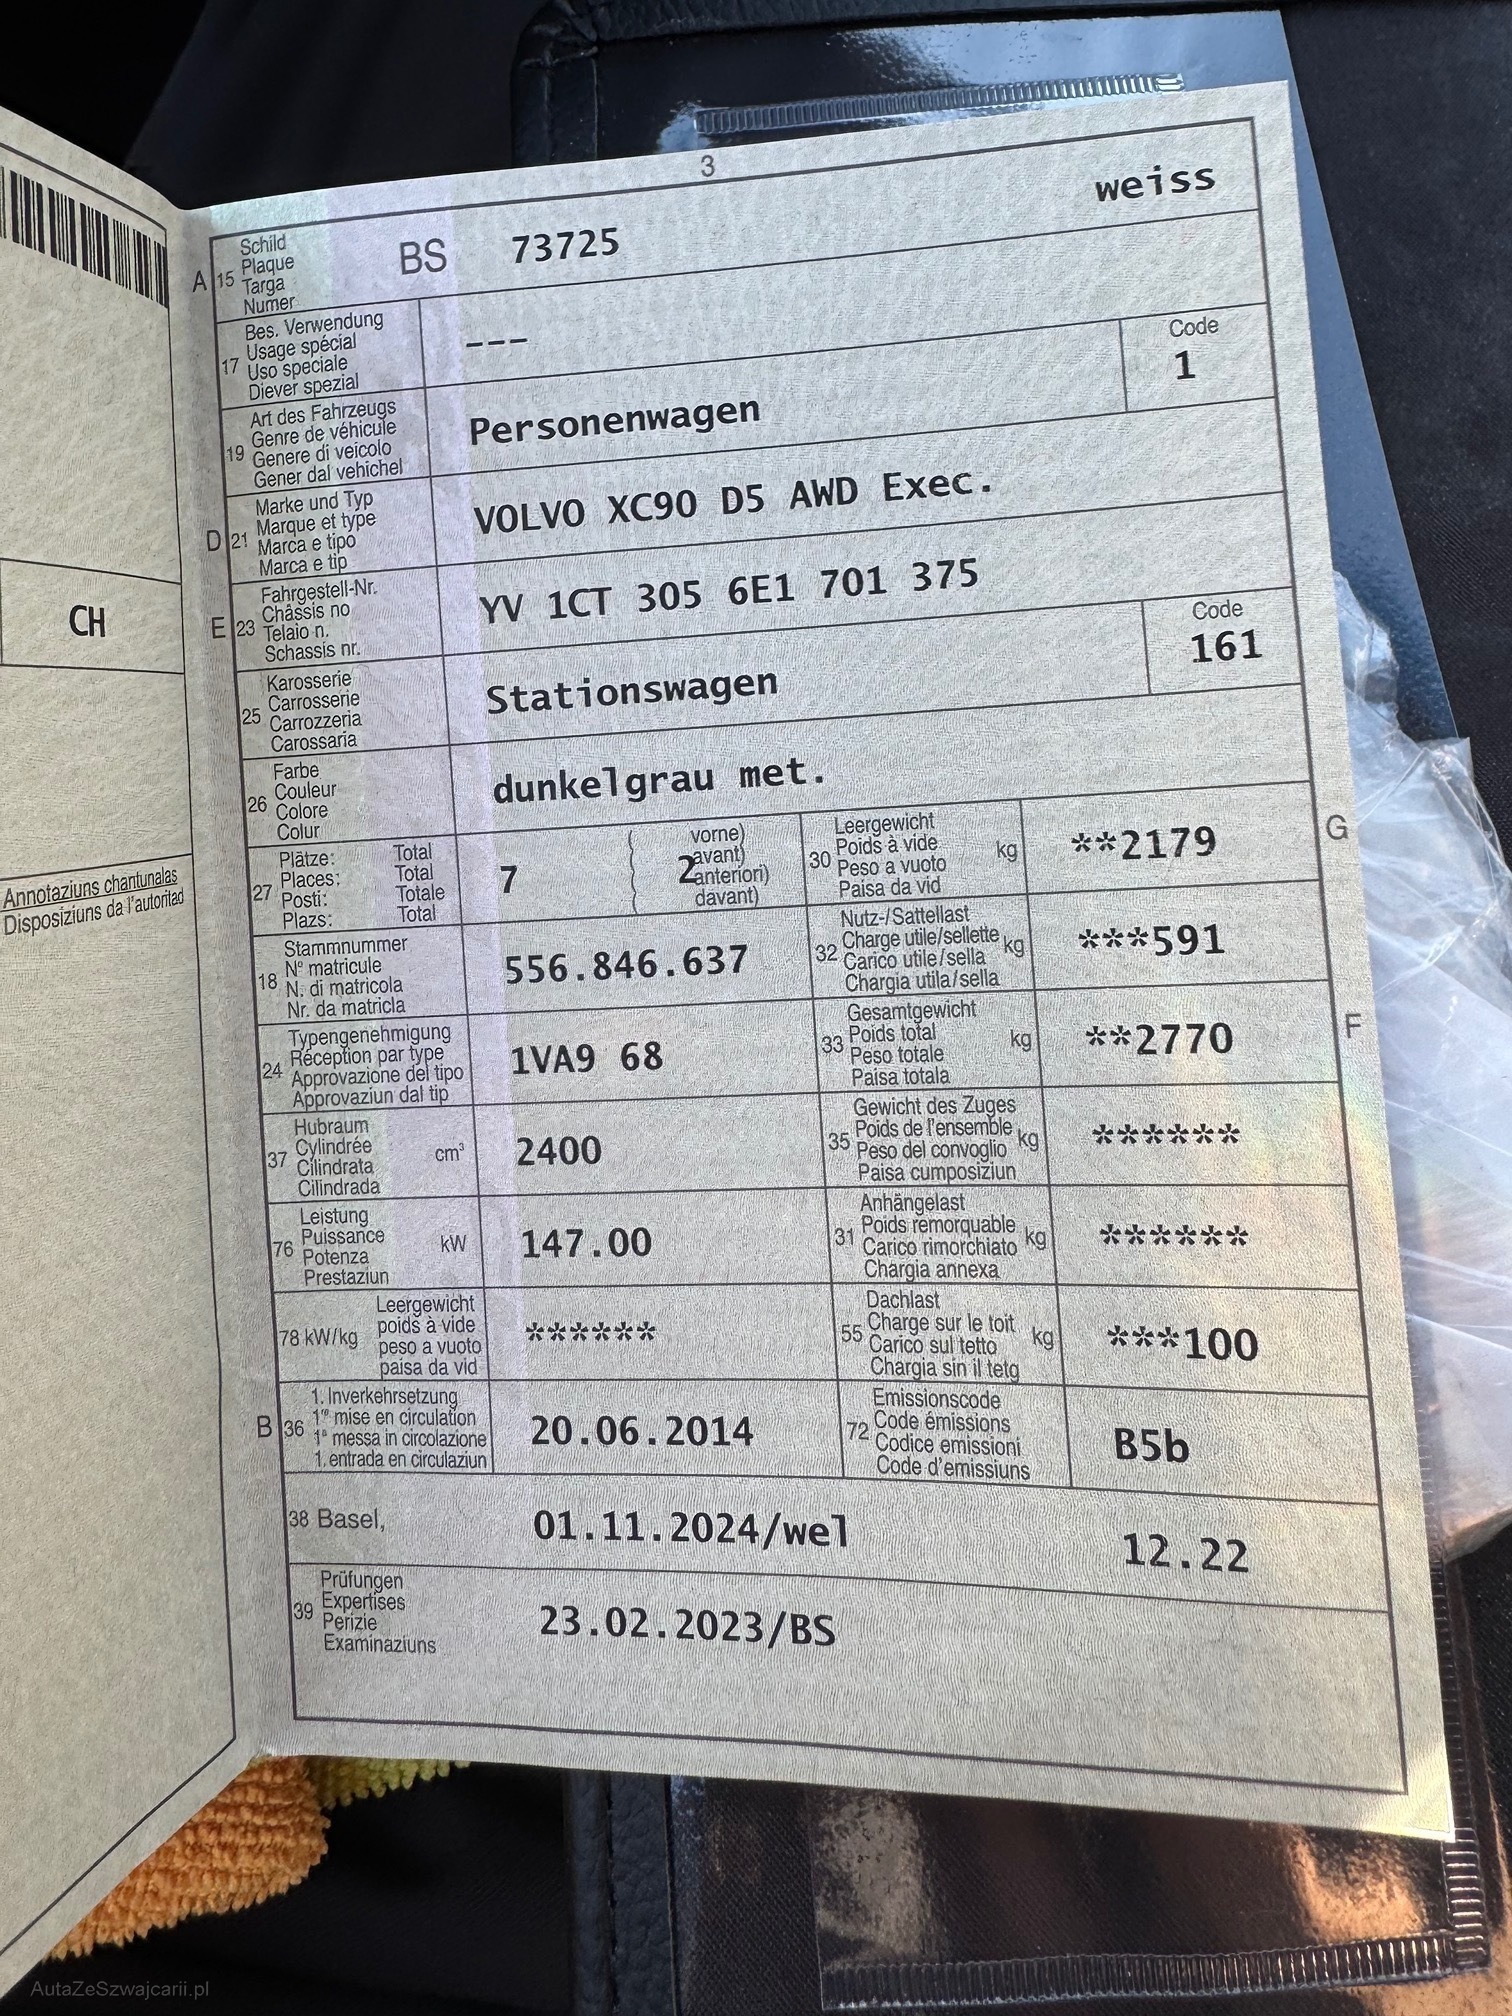 3
A 15 Schild
Plaque
Targa
Numer
BS 73725 weiss
17 Bes. Verwendung
Usage spécial
Uso speciale
Diever spezial
---
19 Art des Fahrzeugs
Genre de véhicule
Genere di veicolo
Gener dal vehichel
Personenwagen
Code
1
D 21 Marke und Typ
Marque et type
Marca e tipo
Marca e tip
VOLVO XC90 D5 AWD Exec.
E 23 Fahrgestell-Nr.
Châssis no
Telaio n.
Schassis nr.
YV 1CT 305 6E1 701 375
25 Karosserie
Carrosserie
Carrozzeria
Carossaria
Stationswagen
Code
161
26 Farbe
Couleur
Colore
Colur
dunkelgrau met.
27 Plätze: Total
Places: Total
Posti: Totale
Plazs: Total
7
2
vorne)
avant)
anteriori)
davant)
30 Leergewicht
Poids à vide
Peso a vuoto
Paisa da vid
kg
**2179
G
18 Stammnummer
N° matricule
N. di matricola
Nr. da matricla
556.846.637
32 Nutz-/Sattellast
Charge utile/sellette
Carico utile/sella
Chargia utila/sella
kg
***591
24 Typengenehmigung
Réception par type
Approvazione del tipo
Approvaziun dal tip
1VA9 68
33 Gesamtgewicht
Poids total
Peso totale
Paisa totala
kg
**2770
F
37 Hubraum
Cylindrée
Cilindrata
Cilindrada
cm³
2400
35 Gewicht des Zuges
Poids de l'ensemble
Peso del convoglio
Paisa cumposiziun
kg
******
76 Leistung
Puissance
Potenza
Prestaziun
kW
147.00
31 Anhängelast
Poids remorquable
Carico rimorchiato
Chargia annexa
kg
******
78 kW/kg
Leergewicht
poids à vide
peso a vuoto
paisa da vid
******
55 Dachlast
Charge sur le toit
Carico sul tetto
Chargia sin il tetg
kg
***100
B 36 1. Inverkehrsetzung
1re mise en circulation
1a messa in circolazione
1. entrada en circulaziun
20.06.2014
72 Emissionscode
Code émissions
Codice emissioni
Code d'emissiuns
B5b
38 Basel,
01.11.2024/wel
12.22
39 Prüfungen
Expertises
Perizie
Examinaziuns
23.02.2023/BS
CH
Annotaziuns chantunalas
Disposiziuns da l'autoritad
AutaZeSzwajcarii.pl